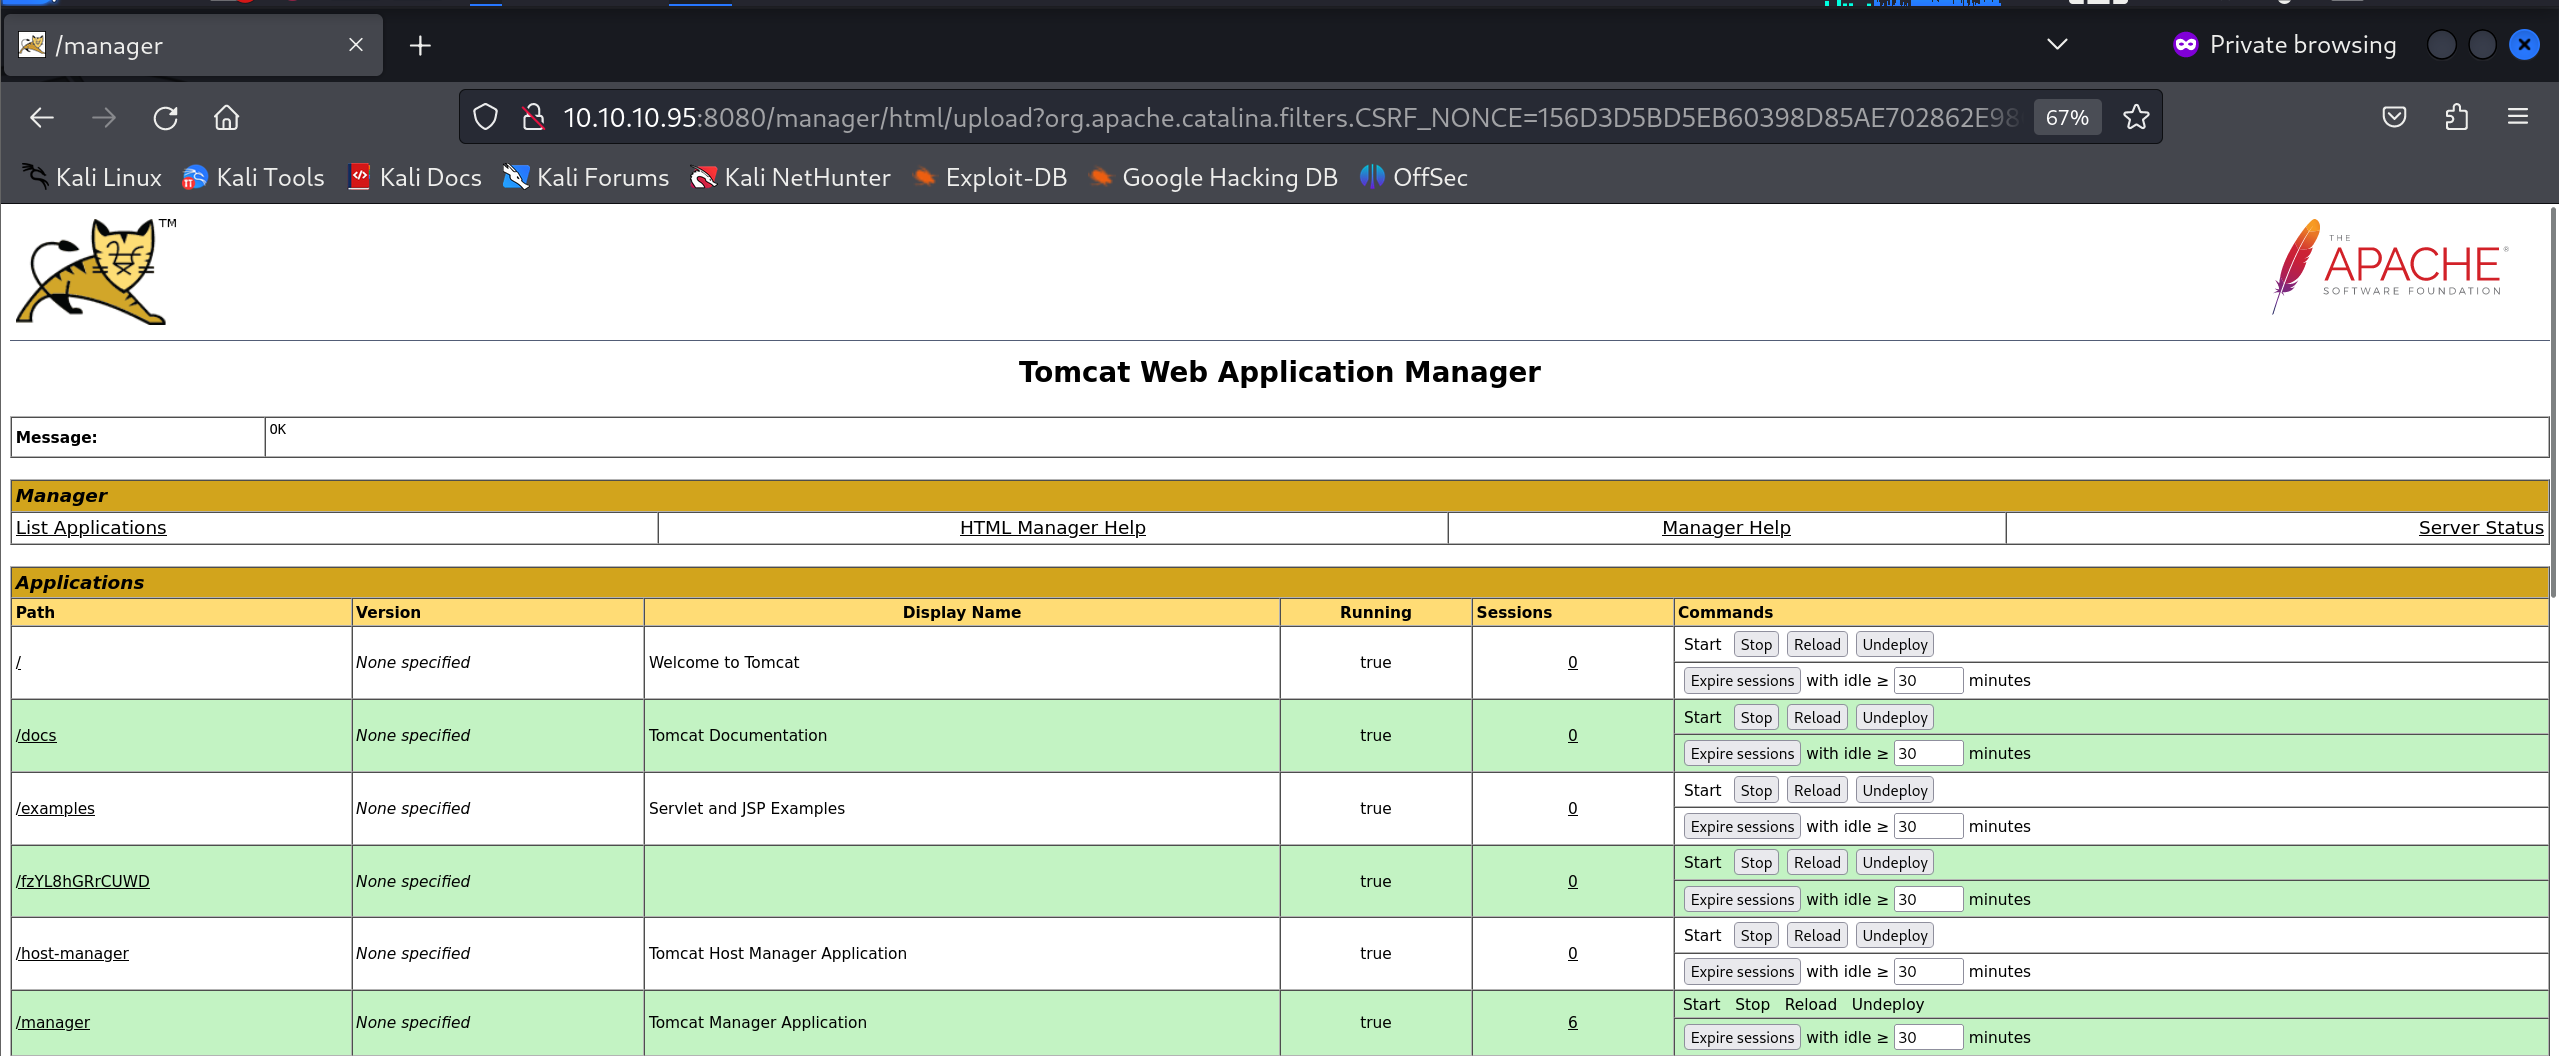 /manager
Private browsing
10.10.10.95:8080/manager/html/upload?org.apache.catalina.filters.CSRF_NONCE=156D3D5BD5EB60398D85AE702862E98
67%
Kali Linux Kali Tools Kali Docs Kali Forums Kali NetHunter Exploit-DB Google Hacking DB OffSec
TM
THE
APACHE®
SOFTWARE FOUNDATION
Tomcat Web Application Manager
Message: OK
Manager
List Applications HTML Manager Help Manager Help Server Status
Applications
Path Version Display Name Running Sessions Commands
/ None specified Welcome to Tomcat true 0 Start Stop Reload Undeploy
Expire sessions with idle ≥ 30 minutes
/docs None specified Tomcat Documentation true 0 Start Stop Reload Undeploy
Expire sessions with idle ≥ 30 minutes
/examples None specified Servlet and JSP Examples true 0 Start Stop Reload Undeploy
Expire sessions with idle ≥ 30 minutes
/fzYL8hGRrCUWD None specified true 0 Start Stop Reload Undeploy
Expire sessions with idle ≥ 30 minutes
/host-manager None specified Tomcat Host Manager Application true 0 Start Stop Reload Undeploy
Expire sessions with idle ≥ 30 minutes
/manager None specified Tomcat Manager Application true 6 Start Stop Reload Undeploy
Expire sessions with idle ≥ 30 minutes